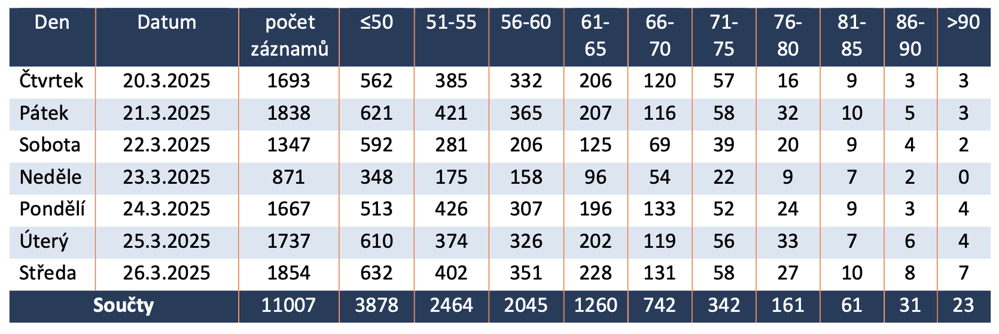 Den Datum počet záznamů ≤50 51-55 56-60 61-65 66-70 71-75 76-80 81-85 86-90 >90
Čtvrtek 20.3.2025 1693 562 385 332 206 120 57 16 9 3 3
Pátek 21.3.2025 1838 621 421 365 207 116 58 32 10 5 3
Sobota 22.3.2025 1347 592 281 206 125 69 39 20 9 4 2
Neděle 23.3.2025 871 348 175 158 96 54 22 9 7 2 0
Pondělí 24.3.2025 1667 513 426 307 196 133 52 24 9 3 4
Úterý 25.3.2025 1737 610 374 326 202 119 56 33 7 6 4
Středa 26.3.2025 1854 632 402 351 228 131 58 27 10 8 7
Součty 11007 3878 2464 2045 1260 742 342 161 61 31 23